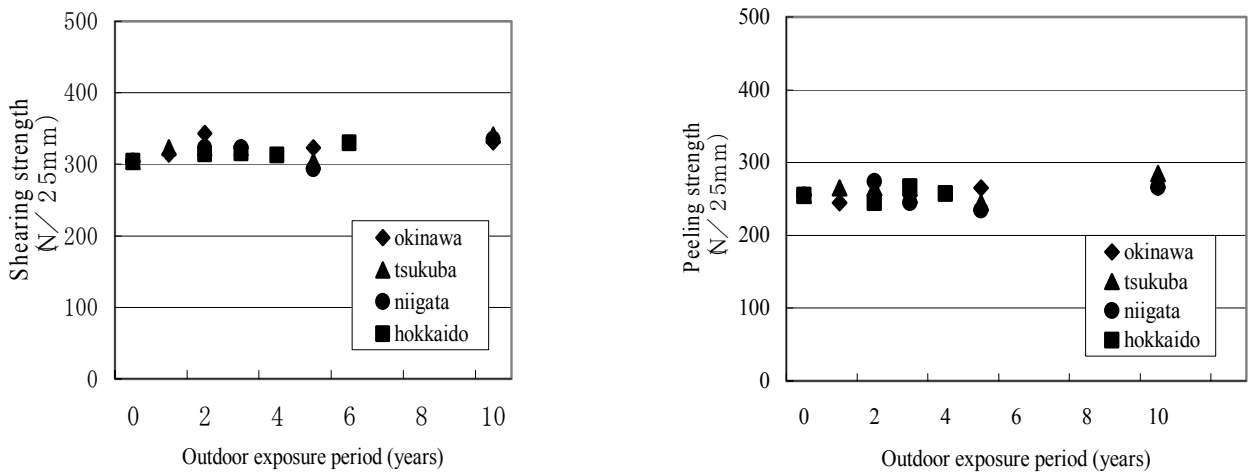 500
400
300
200
100
0
Shearing strength
(N／25mm)
okinawa
tsukuba
niigata
hokkaido
0 2 4 6 8 10
Outdoor exposure period (years)
500
400
300
200
100
0
Peeling strength
(N／25mm)
okinawa
tsukuba
niigata
hokkaido
0 2 4 6 8 10
Outdoor exposure period (years)